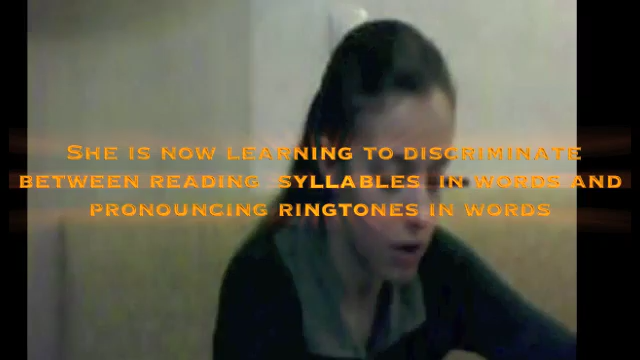 She is now learning to discriminate
between reading syllables in words and
pronouncing ringtones in words